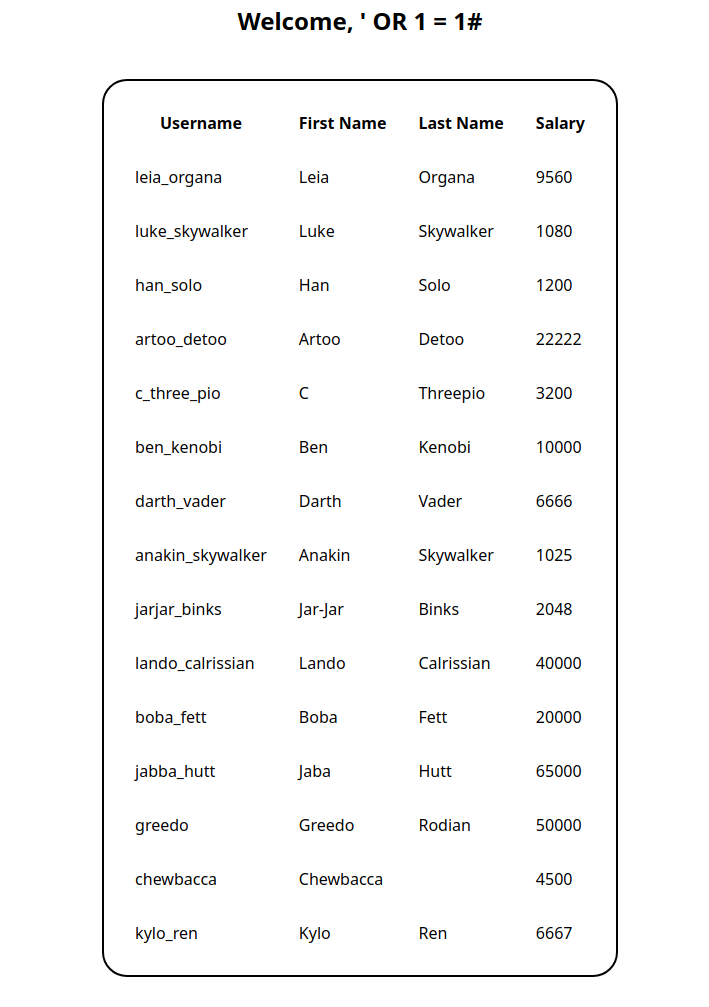 Welcome, ' OR 1 = 1#
Username First Name Last Name Salary
leia_organa Leia Organa 9560
luke_skywalker Luke Skywalker 1080
han_solo Han Solo 1200
artoo_detoo Artoo Detoo 22222
c_three_pio C Threepio 3200
ben_kenobi Ben Kenobi 10000
darth_vader Darth Vader 6666
anakin_skywalker Anakin Skywalker 1025
jarjar_binks Jar-Jar Binks 2048
lando_calrissian Lando Calrissian 40000
boba_fett Boba Fett 20000
jabba_hutt Jaba Hutt 65000
greedo Greedo Rodian 50000
chewbacca Chewbacca 4500
kylo_ren Kylo Ren 6667